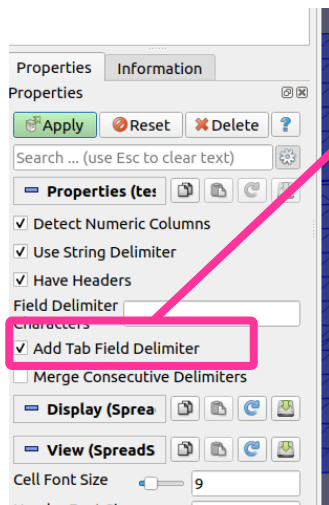 Properties Information
Properties
Apply Reset Delete ?
Search ... (use Esc to clear text)
Properties (tes
Detect Numeric Columns
Use String Delimiter
Have Headers
Field Delimiter
Characters
Add Tab Field Delimiter
Merge Consecutive Delimiters
Display (Sprea
View (SpreadS
Cell Font Size 9